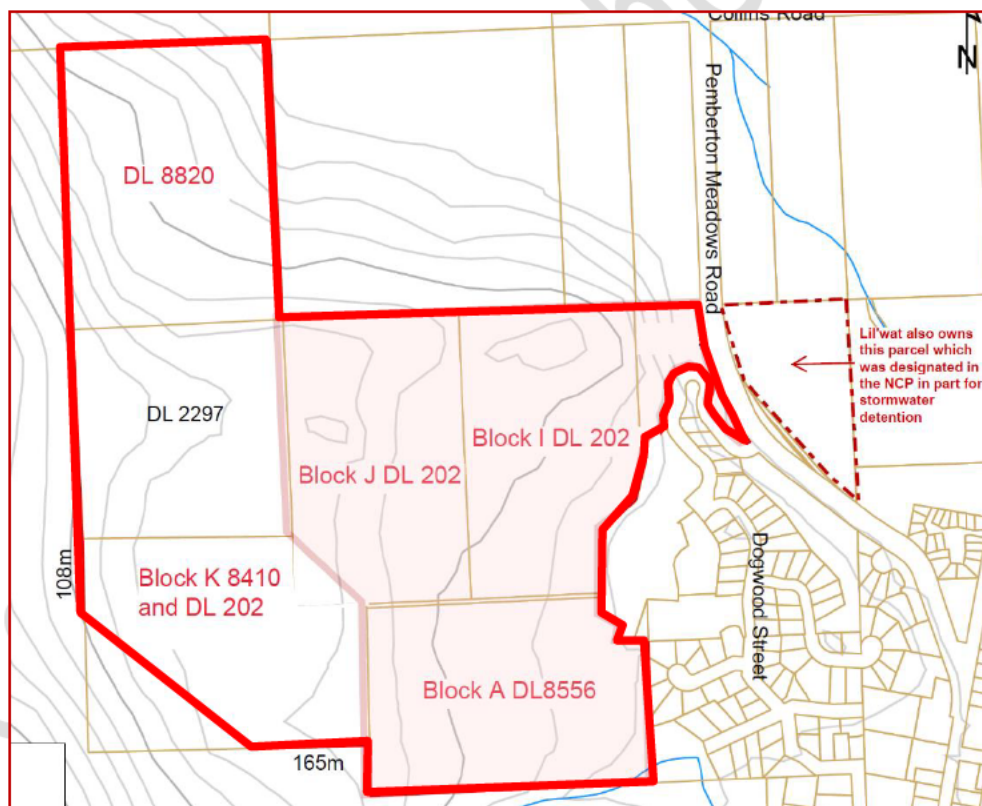 Collins Road
N
Pemberton Meadows Road
DL 8820
Lil'wat also owns
this parcel which
was designated in
the NCP in part for
stormwater
detention
DL 2297
Block I DL 202
Block J DL 202
Dogwood Street
108m
Block K 8410
and DL 202
Block A DL8556
165m